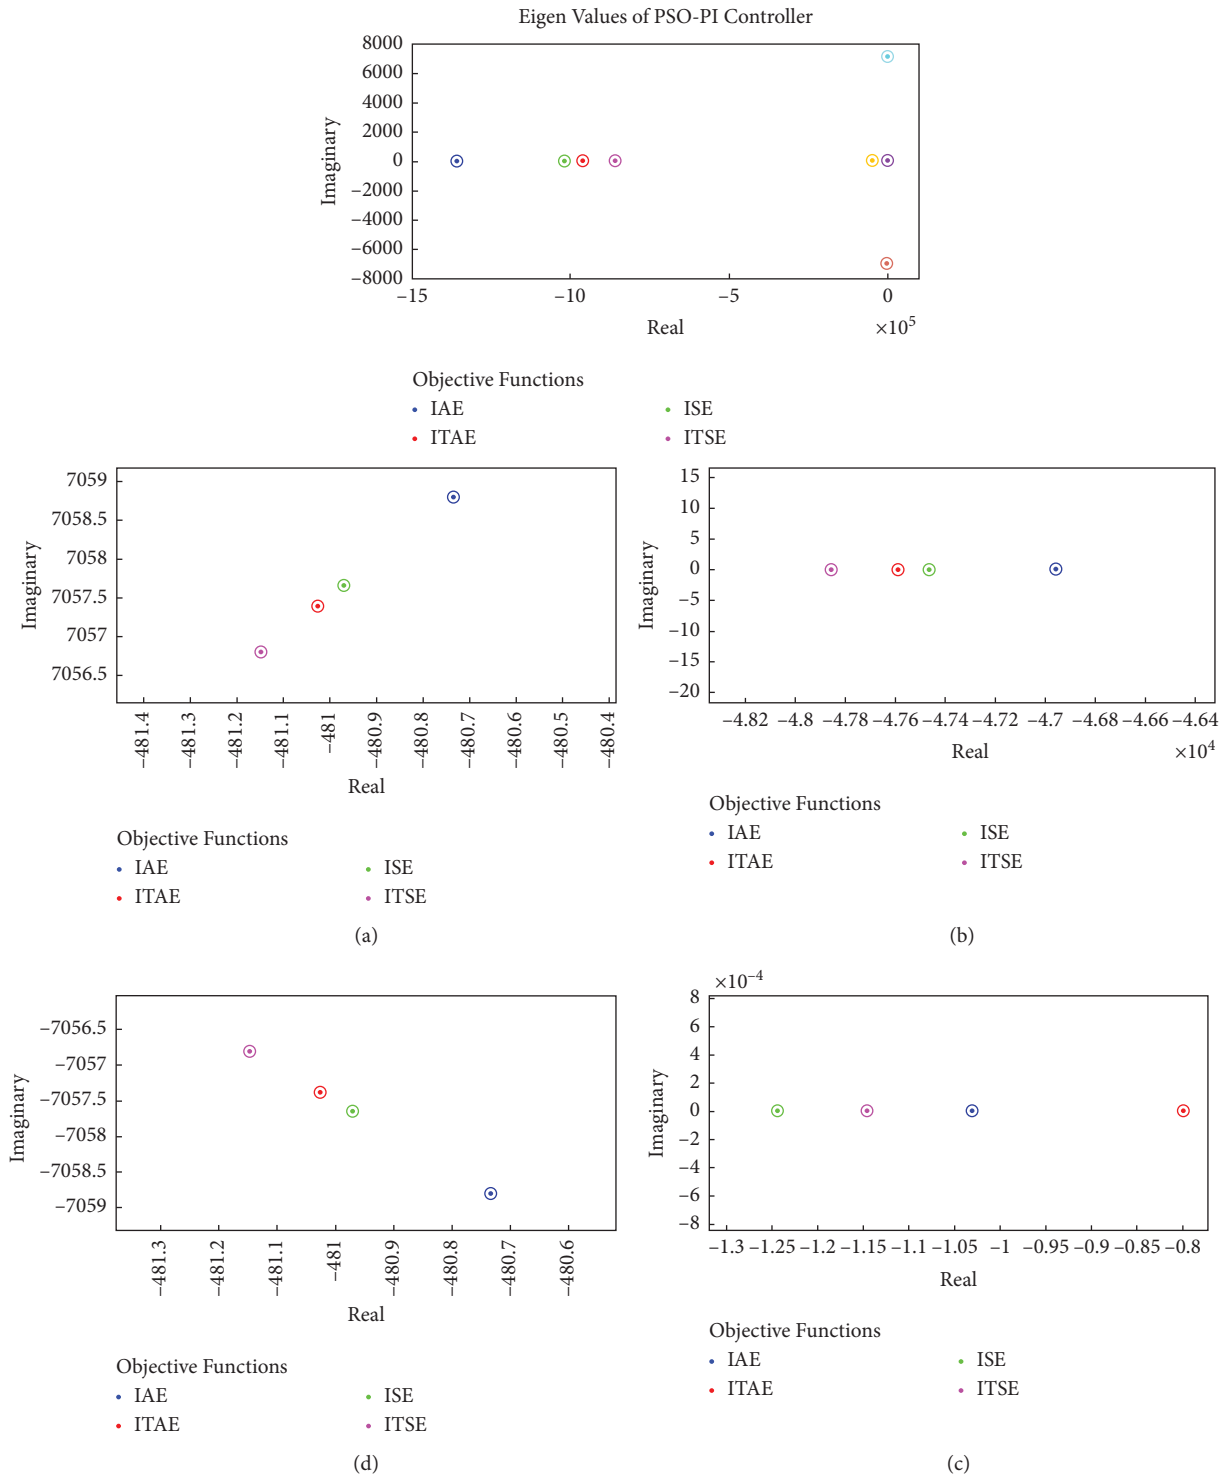 Eigen Values of PSO-PI Controller
8000
6000
4000
2000
0
−2000
−4000
−6000
−8000
Imaginary
−15 −10 −5 0
Real ×10^5
Objective Functions
IAE ISE
ITAE ITSE
7059
7058.5
7058
7057.5
7057
7056.5
Imaginary
−481.4 −481.3 −481.2 −481.1 −481 −480.9 −480.8 −480.7 −480.6 −480.5 −480.4
Real
Objective Functions
IAE ISE
ITAE ITSE
(a)
15
10
5
0
−5
−10
−15
−20
Imaginary
−4.82 −4.8 −4.78 −4.76 −4.74 −4.72 −4.7 −4.68 −4.66 −4.64
Real ×10^4
Objective Functions
IAE ISE
ITAE ITSE
(b)
−7056.5
−7057
−7057.5
−7058
−7058.5
−7059
Imaginary
−481.3 −481.2 −481.1 −481 −480.9 −480.8 −480.7 −480.6
Real
Objective Functions
IAE ISE
ITAE ITSE
(d)
×10^−4
8
6
4
2
0
−2
−4
−6
−8
Imaginary
−1.3 −1.25 −1.2 −1.15 −1.1 −1.05 −1 −0.95 −0.9 −0.85 −0.8
Real
Objective Functions
IAE ISE
ITAE ITSE
(c)